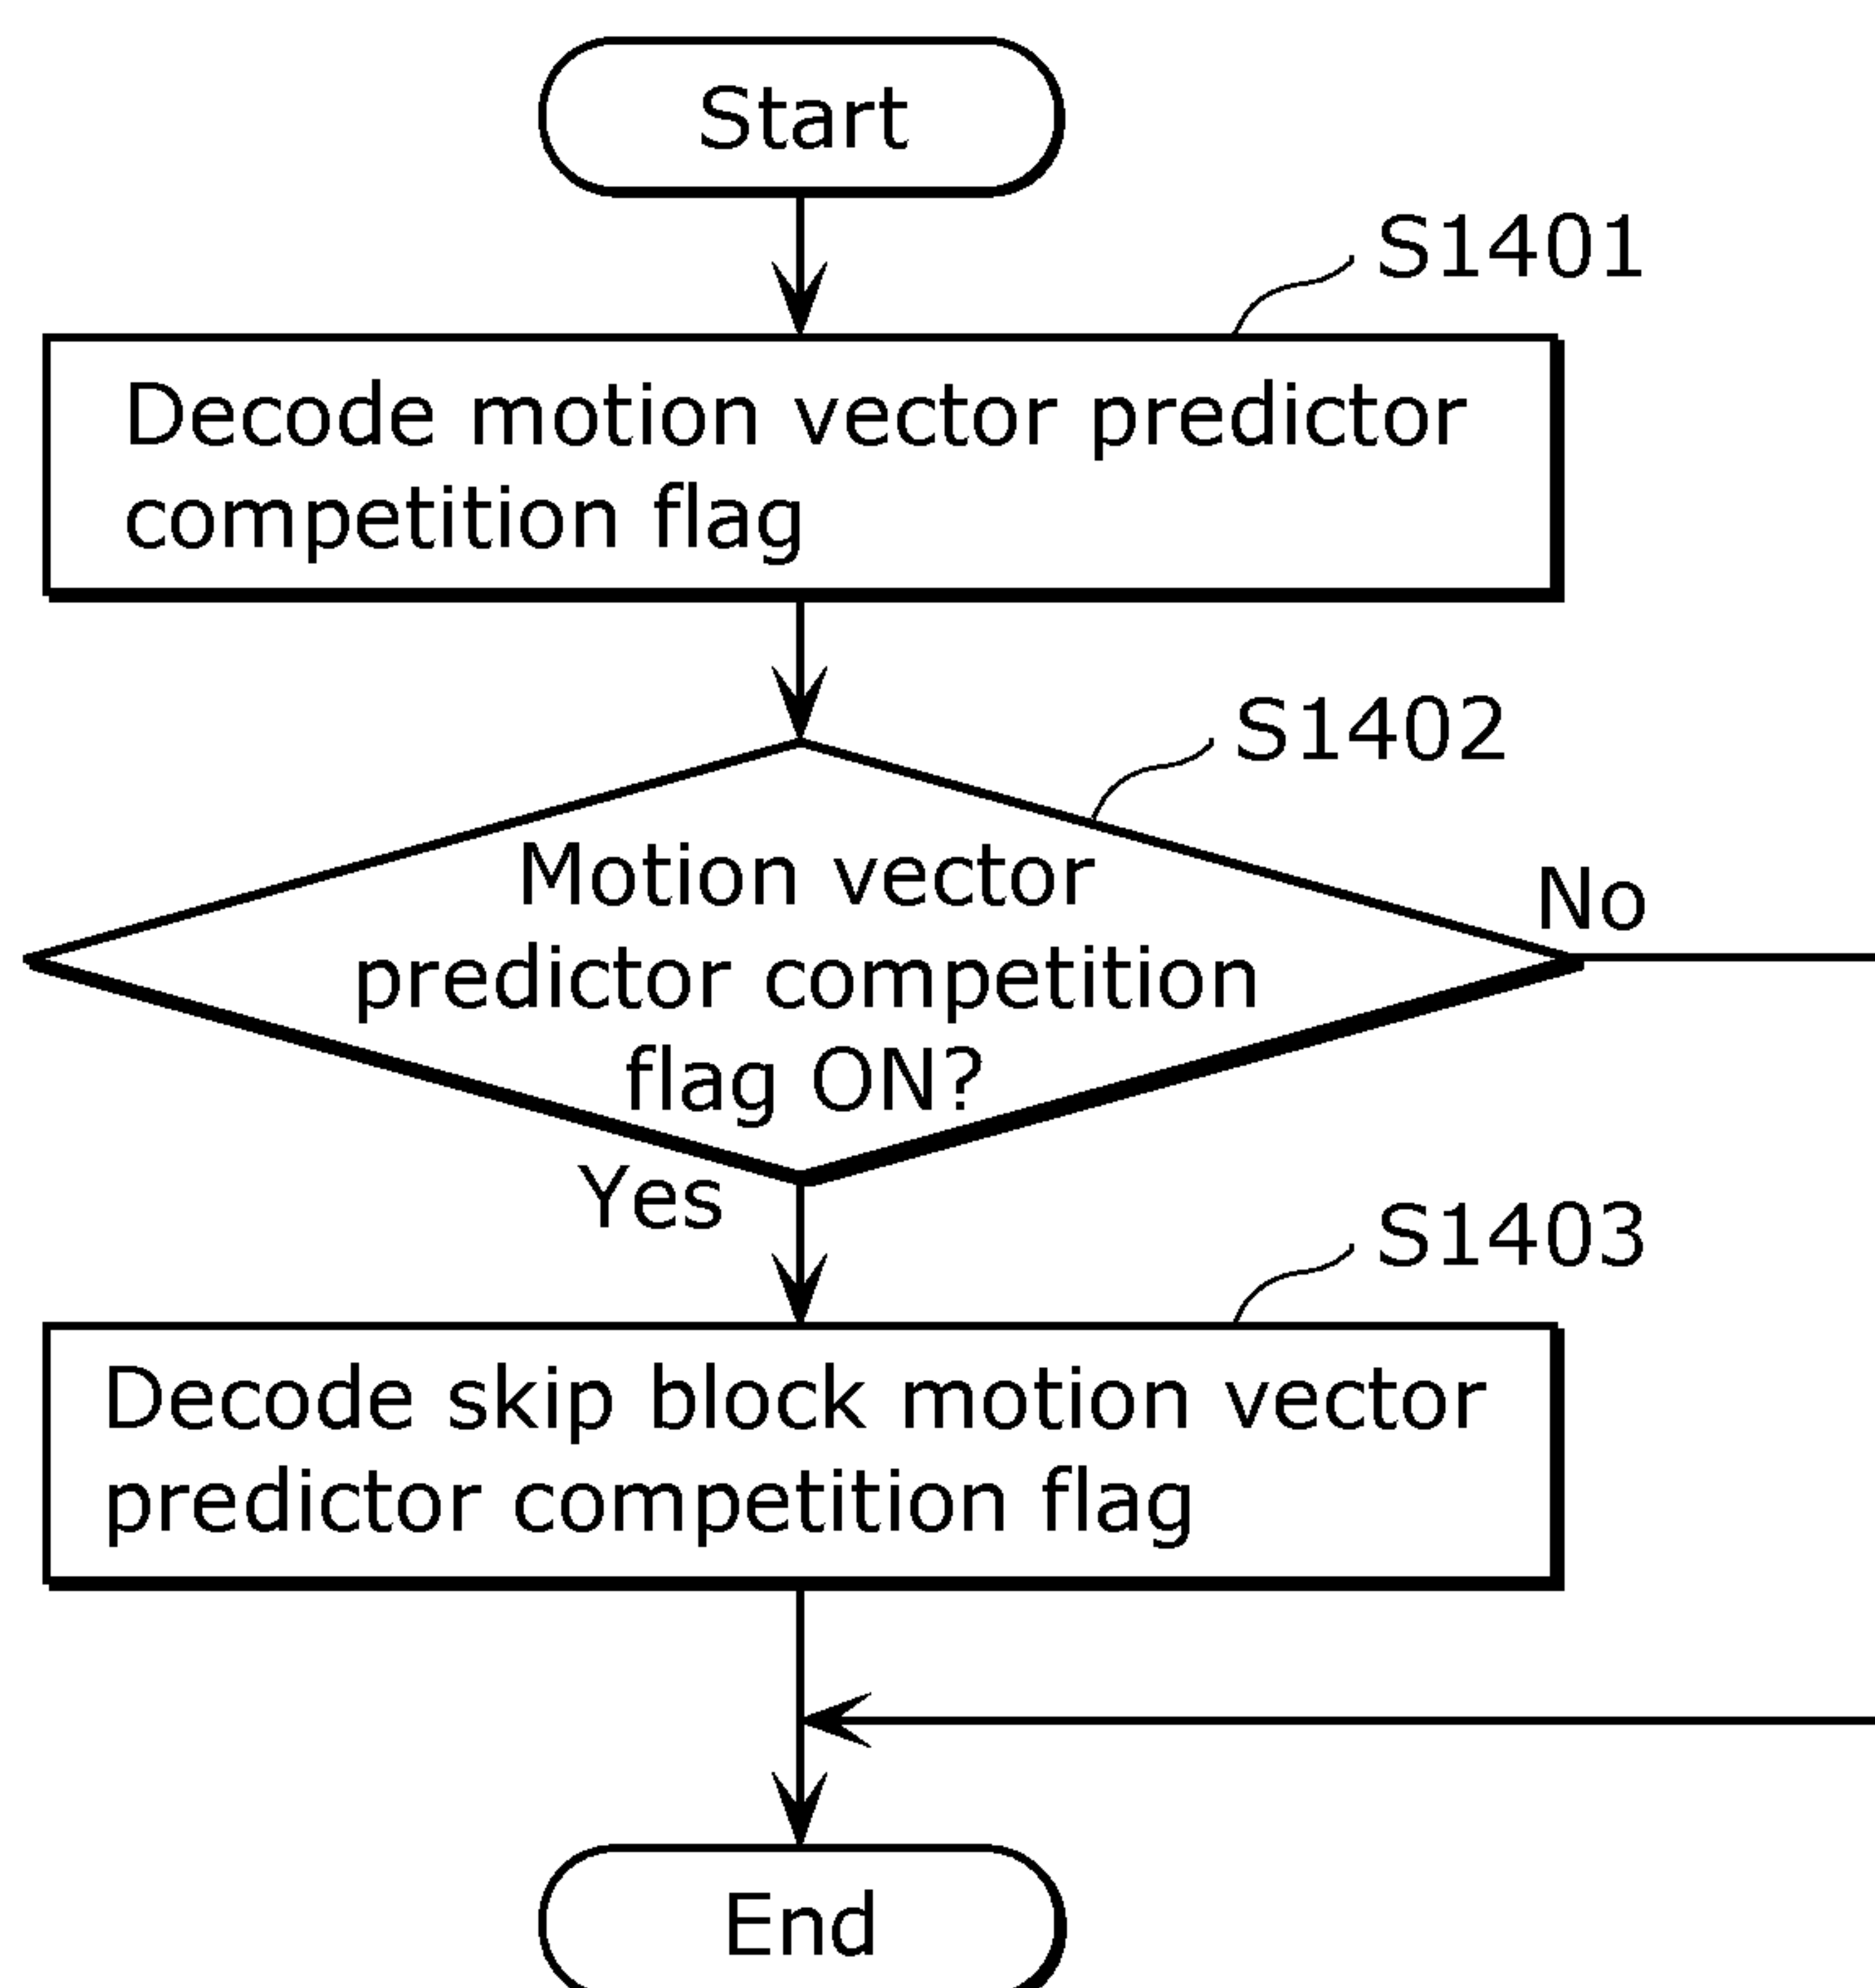 Start
S1401
Decode motion vector predictor
competition flag
S1402
Motion vector
predictor competition
flag ON?
No
Yes
S1403
Decode skip block motion vector
predictor competition flag
End